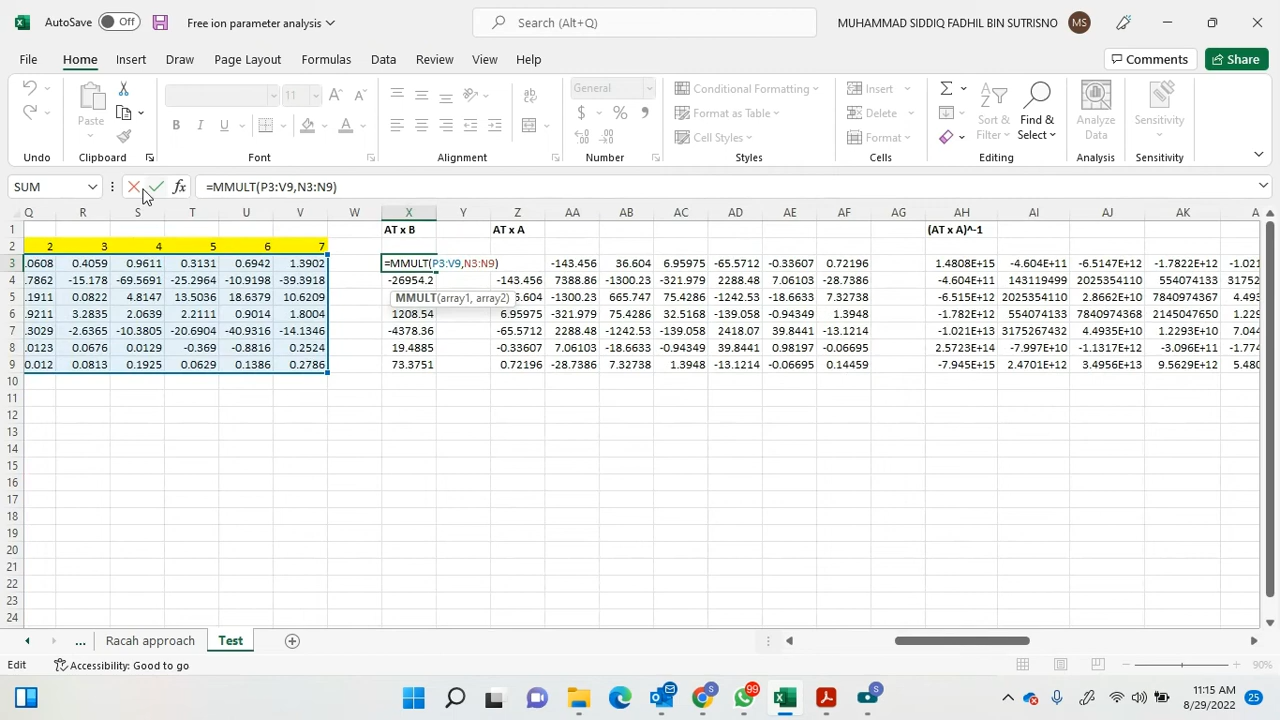 AutoSave Off Free ion parameter analysis Search (Alt+Q) MUHAMMAD SIDDIQ FADHIL BIN SUTRISNO MS
File Home Insert Draw Page Layout Formulas Data Review View Help Comments Share
Paste 11 B I U A General $ % Conditional Formatting Format as Table Cell Styles Insert Delete Format Sort & Filter Find & Select Analyze Data Sensitivity
Undo Clipboard Font Alignment Number Styles Cells Editing Analysis Sensitivity
SUM fx =MMULT(P3:V9,N3:N9)
Q R S T U V W X Y Z AA AB AC AD AE AF AG AH AI AJ AK A
1 AT x B AT x A (AT x A)^-1
2 2 3 4 5 6 7
3 .0608 0.4059 0.9611 0.3131 0.6942 1.3902 =MMULT(P3:V9,N3:N9) -143.456 36.604 6.95975 -65.5712 -0.33607 0.72196 1.4808E+15 -4.604E+11 -6.5147E+12 -1.7822E+12 -1.021
4 .7862 -15.178 -69.5691 -25.2964 -10.9198 -39.3918 -26954.2 -143.456 7388.86 -1300.23 -321.979 2288.48 7.06103 -28.7386 -4.604E+11 143119499 2025354110 554074133 31752
5 .1911 0.0822 4.8147 13.5036 18.6379 10.6209 MMULT(array1, array2) .604 -1300.23 665.747 75.4286 -1242.53 -18.6633 7.32738 -6.515E+12 2025354110 2.8662E+10 7840974367 4.493
6 .9211 3.2835 2.0639 2.2111 0.9014 1.8004 1208.54 6.95975 -321.979 75.4286 32.5168 -139.058 -0.94349 1.3948 -1.782E+12 554074133 7840974368 2145047650 1.229
7 .3029 -2.6365 -10.3805 -20.6904 -40.9316 -14.1346 -4378.36 -65.5712 2288.48 -1242.53 -139.058 2418.07 39.8441 -13.1214 -1.021E+13 3175267432 4.4935E+10 1.2293E+10 7.044
8 .0123 0.0676 0.0129 -0.369 -0.8816 0.2524 19.4885 -0.33607 7.06103 -18.6633 -0.94349 39.8441 0.98197 -0.06695 2.5723E+14 -7.997E+10 -1.1317E+12 -3.096E+11 -1.774
9 0.012 0.0813 0.1925 0.0629 0.1386 0.2786 73.3751 0.72196 -28.7386 7.32738 1.3948 -13.1214 -0.06695 0.14459 -7.945E+15 2.4701E+12 3.4956E+13 9.5629E+12 5.480
10
11
12
13
14
15
16
17
18
19
20
21
22
23
24
... Racah approach Test
Edit Accessibility: Good to go 90%
99 11:15 AM 8/29/2022 25